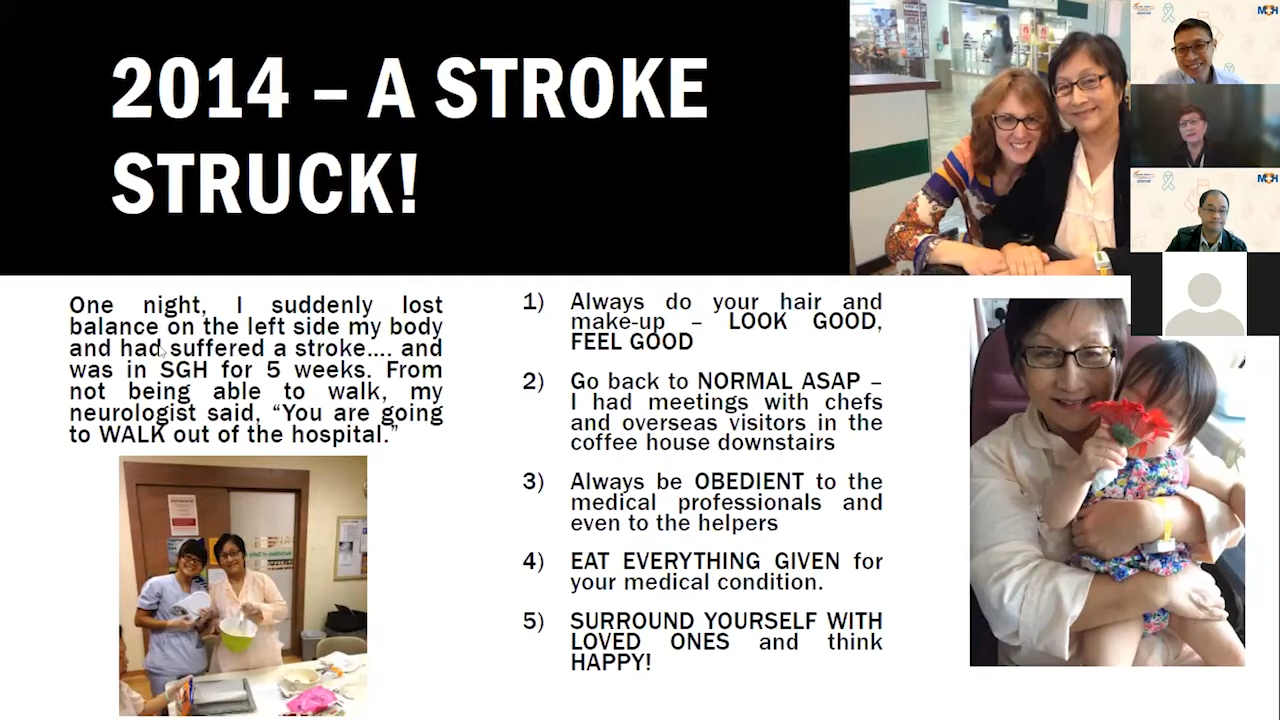 2014 – A STROKE
STRUCK!
One night, I suddenly lost
balance on the left side my body
and had suffered a stroke.... and
was in SGH for 5 weeks. From
not being able to walk, my
neurologist said, “You are going
to WALK out of the hospital.”
1) Always do your hair and
make-up – LOOK GOOD,
FEEL GOOD
2) Go back to NORMAL ASAP –
I had meetings with chefs
and overseas visitors in the
coffee house downstairs
3) Always be OBEDIENT to the
medical professionals and
even to the helpers
4) EAT EVERYTHING GIVEN for
your medical condition.
5) SURROUND YOURSELF WITH
LOVED ONES and think
HAPPY!